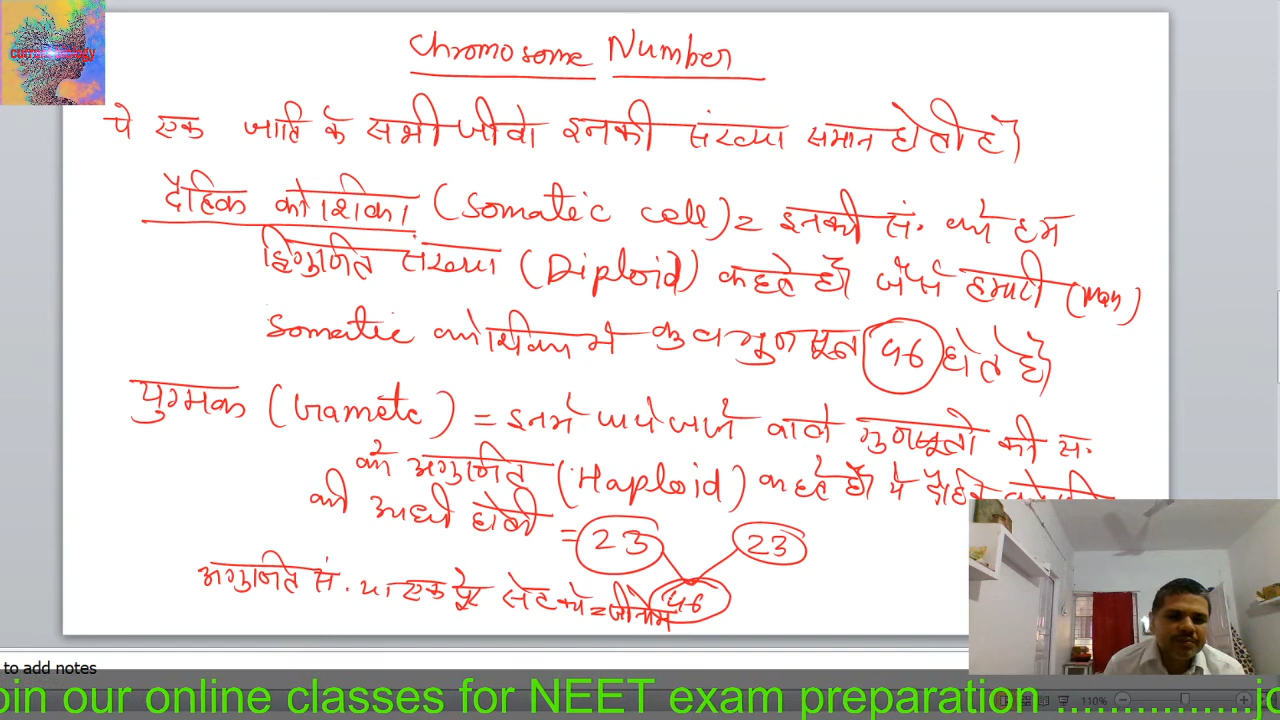 Chromosome Number
ये एक जाति के सभी जीवो इनकी संख्या समान होती हैं
दैहिक कोशिका (Somatic cell) = इनकी सं. को हम
द्विगुणित संख्या (Diploid) कहते हैं। जैसे हमारी (man)
Somatic कोशिका में कुल गुणसूत्र 46 होते हैं।
युग्मक (Gamete) = इनमें पाये जाने वाले गुणसूत्रो की सं.
को अगुणित (Haploid) कहते हैं। ये दैहिक
की आधी होती = 23 23
अगुणित सं. या एक पूरे सेट को = जीनोम 46
to add notes
oin our online classes for NEET exam preparation ...............jo
110%